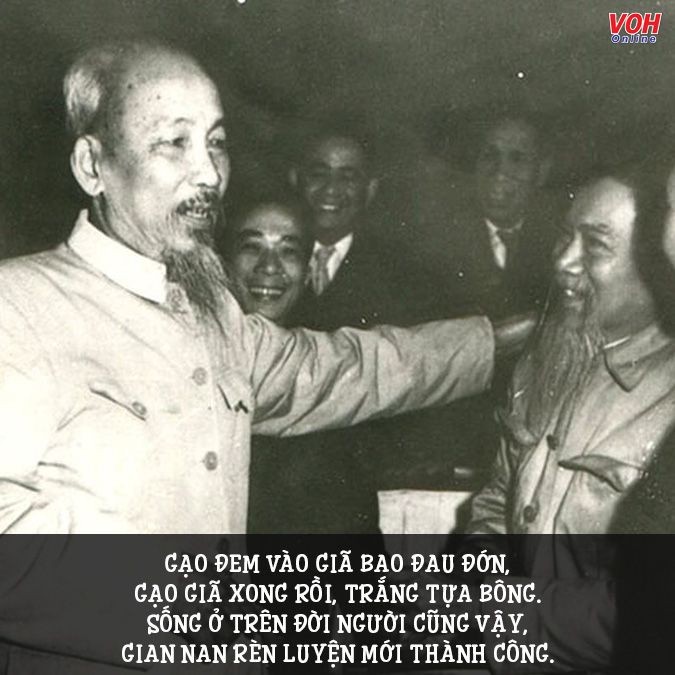 VOH
Online
GẠO ĐEM VÀO GIÃ BAO ĐAU ĐỚN,
GẠO GIÃ XONG RỒI, TRẮNG TỰA BÔNG.
SỐNG Ở TRÊN ĐỜI NGƯỜI CŨNG VẬY,
GIAN NAN RÈN LUYỆN MỚI THÀNH CÔNG.